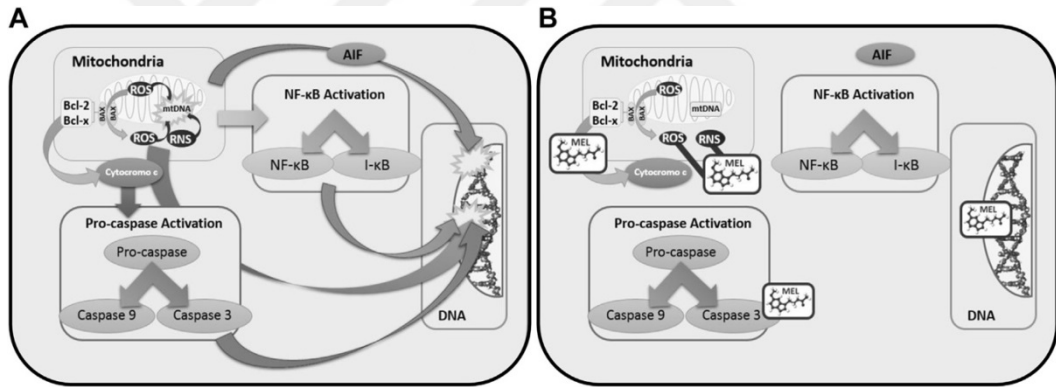 A
AIF
Mitochondria
ROS
Bcl-2
Bcl-x
BAX
BAX
mtDNA
ROS
RNS
Cytocromo c
NF-κB Activation
NF-κB
I-κB
Pro-caspase Activation
Pro-caspase
Caspase 9
Caspase 3
DNA
B
AIF
Mitochondria
ROS
Bcl-2
Bcl-x
BAX
BAX
mtDNA
ROS
RNS
MEL
MEL
Cytocromo c
NF-κB Activation
NF-κB
I-κB
MEL
Pro-caspase Activation
Pro-caspase
Caspase 9
Caspase 3
MEL
DNA